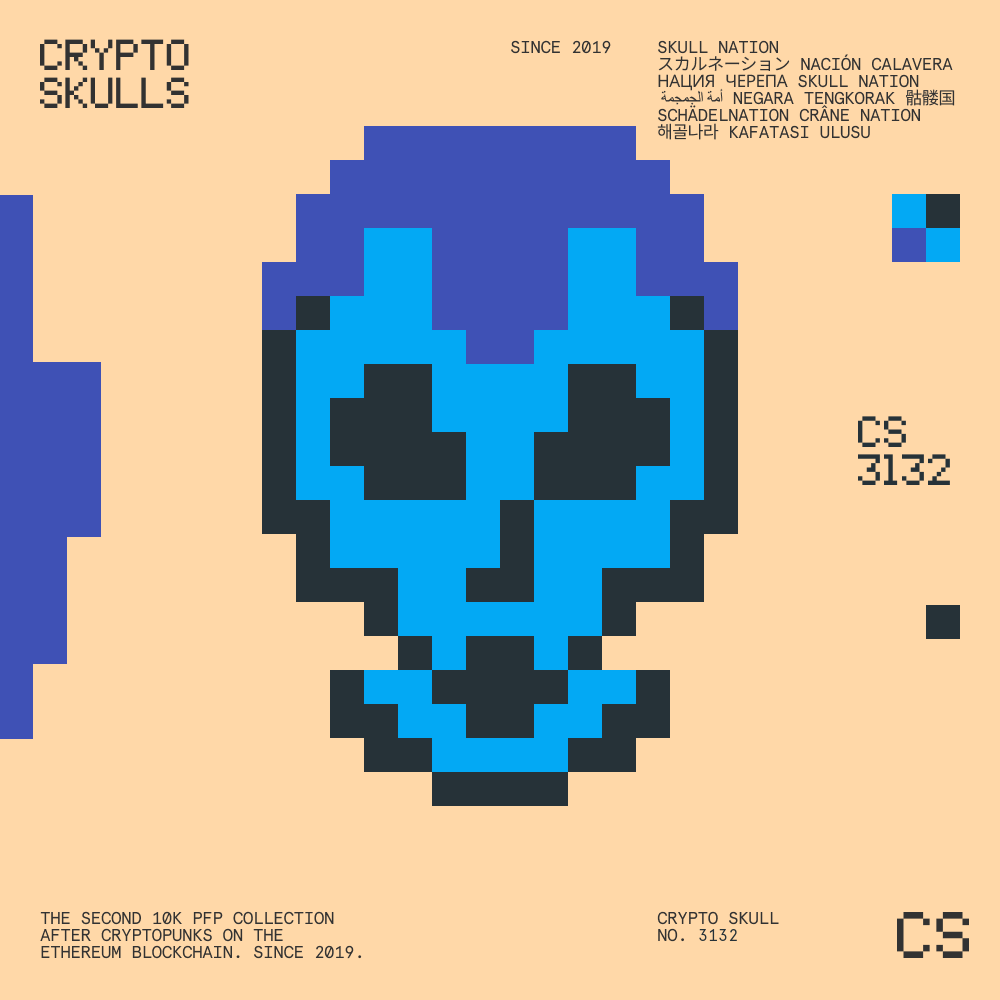 CRYPTO
SKULLS
SINCE 2019
SKULL NATION
スカルネーション NACIÓN CALAVERA
НАЦИЯ ЧЕРЕПА SKULL NATION
أمة الجمجمة NEGARA TENGKORAK 骷髅国
SCHÄDELNATION CRÂNE NATION
해골나라 KAFATASI ULUSU
CS
3132
THE SECOND 10K PFP COLLECTION
AFTER CRYPTOPUNKS ON THE
ETHEREUM BLOCKCHAIN. SINCE 2019.
CRYPTO SKULL
NO. 3132
CS